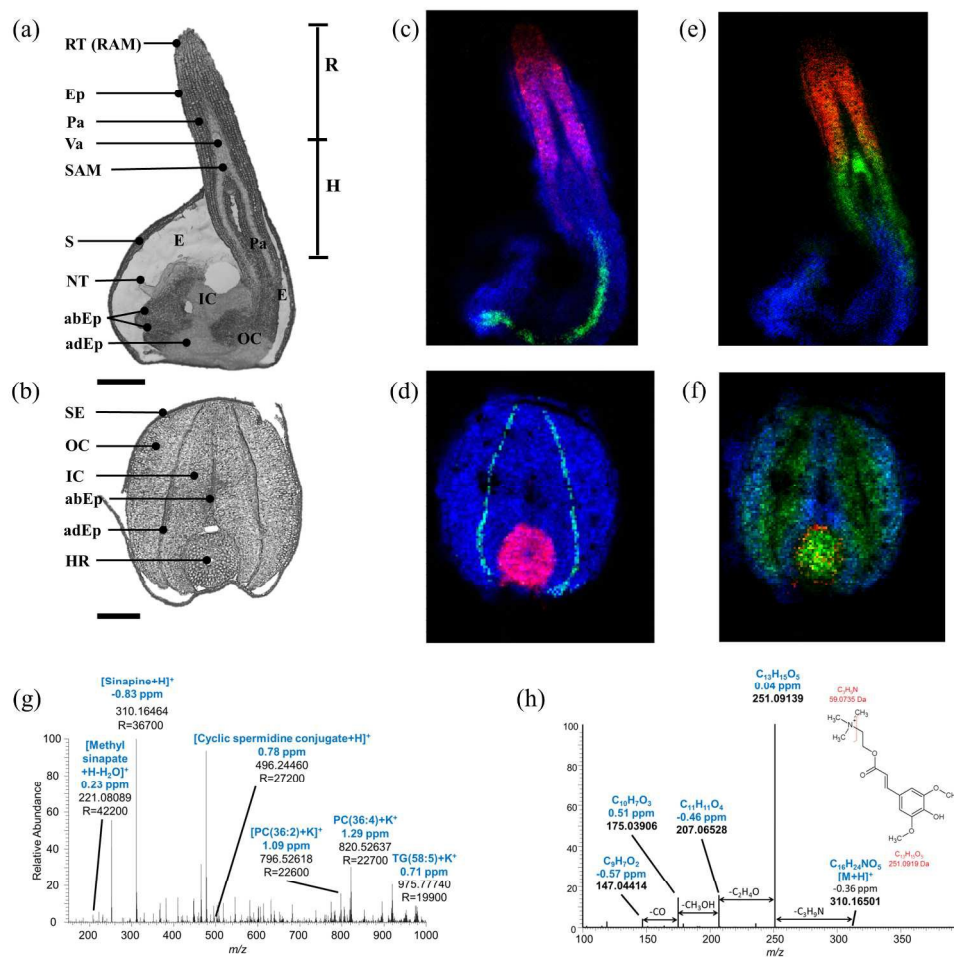 (a)
RT (RAM)
Ep
Pa
Va
SAM
S
NT
abEp
adEp
E
IC
Pa
E
OC
R
H
(b)
SE
OC
IC
abEp
adEp
HR
(c)
(d)
(e)
(f)
(g)
[Sinapine+H]⁺
-0.83 ppm
310.16464
R=36700
[Methyl
sinapate
+H-H₂O]⁺
0.23 ppm
221.08089
R=42200
[Cyclic spermidine conjugate+H]⁺
0.78 ppm
496.24460
R=27200
[PC(36:2)+K]⁺
1.09 ppm
796.52618
R=22600
PC(36:4)+K⁺
1.29 ppm
820.52637
R=22700
TG(58:5)+K⁺
0.71 ppm
975.77740
R=19900
Relative Abundance
100
80
60
40
20
0
200 300 400 500 600 700 800 900 1000
m/z
(h)
C₁₃H₁₅O₅
0.04 ppm
251.09139
C₁₀H₇O₃
0.51 ppm
175.03906
C₁₁H₁₁O₄
-0.46 ppm
207.06528
C₉H₇O₂
-0.57 ppm
147.04414
C₁₆H₂₄NO₅
[M+H]⁺
-0.36 ppm
310.16501
-CO
-CH₃OH
-C₂H₄O
-C₃H₉N
59.0735 Da
H₃C
CH₃
N⁺
H₃C
O
O
O
CH₃
OH
O
CH₃
251.0919 Da
100
80
60
40
20
0
100 150 200 250 300 350
m/z